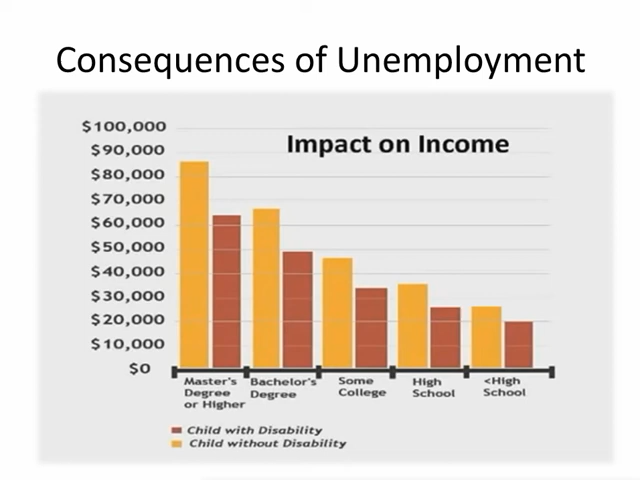 Consequences of Unemployment
Impact on Income
$100,000
$90,000
$80,000
$70,000
$60,000
$50,000
$40,000
$30,000
$20,000
$10,000
$0
Master's
Degree
or Higher
Bachelor's
Degree
Some
College
High
School
<High
School
Child with Disability
Child without Disability